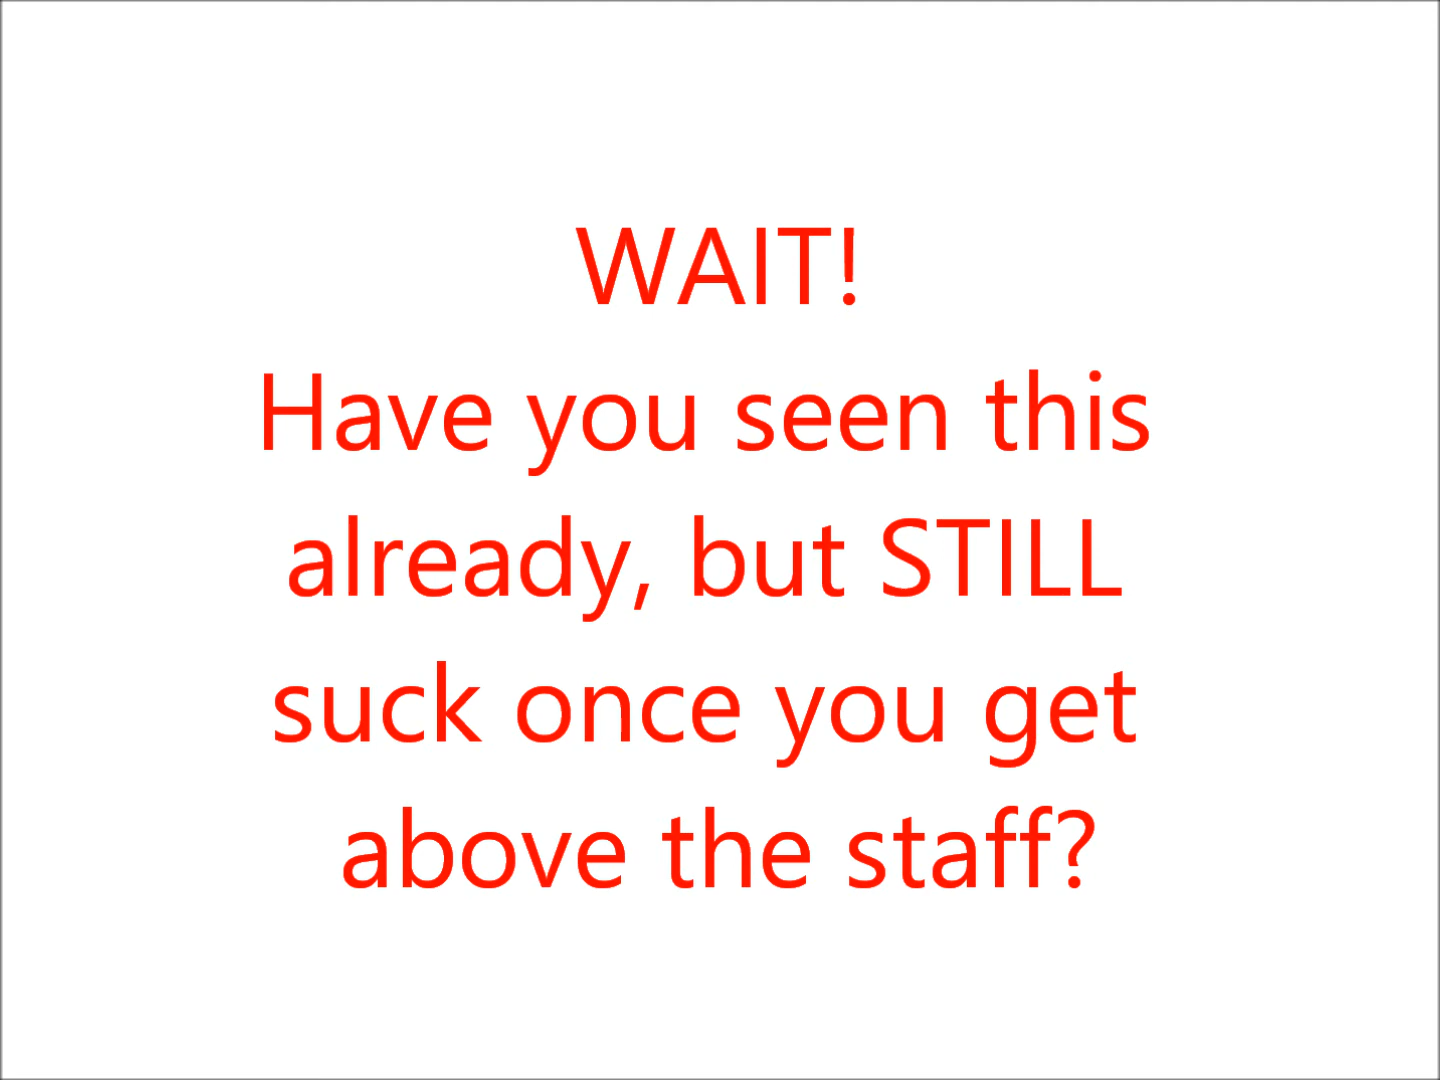 WAIT!
Have you seen this
already, but STILL
suck once you get
above the staff?